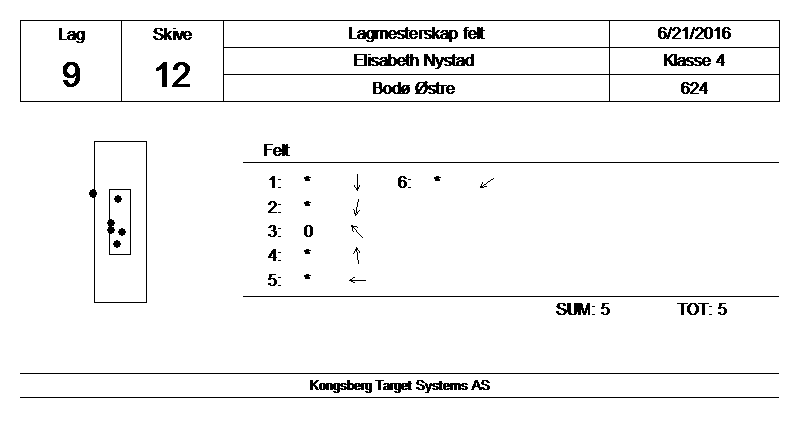 Lag Skive Lagmesterskap felt 6/21/2016
9 12 Elisabeth Nystad Klasse 4
Bodø Østre 624
Felt
1: * ↓ 6: * ↙
2: * ↓
3: 0 ↖
4: * ↑
5: * ←
SUM: 5 TOT: 5
Kongsberg Target Systems AS